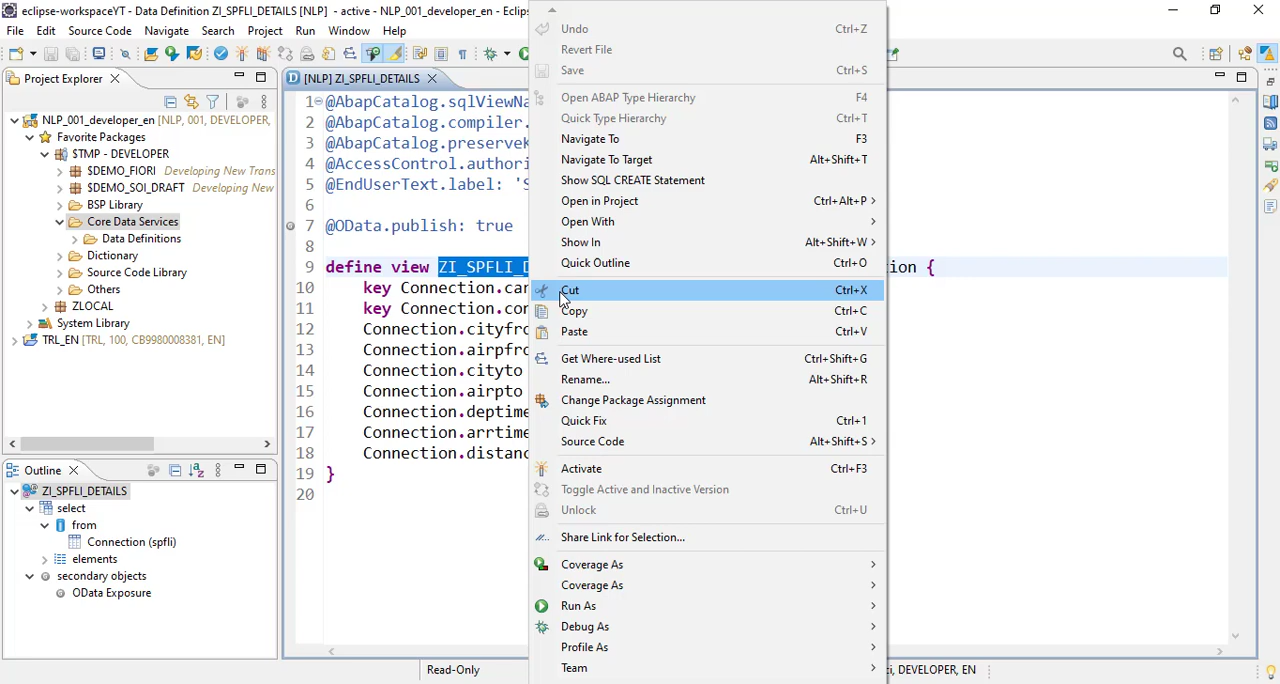 eclipse-workspaceYT - Data Definition ZI_SPFLI_DETAILS [NLP] - active - NLP_001_developer_en - Eclips
File Edit Source Code Navigate Search Project Run Window Help
Project Explorer
NLP_001_developer_en [NLP, 001, DEVELOPER,
Favorite Packages
$TMP - DEVELOPER
$DEMO_FIORI Developing New Trans
$DEMO_SOI_DRAFT Developing New
BSP Library
Core Data Services
Data Definitions
Dictionary
Source Code Library
Others
ZLOCAL
System Library
TRL_EN [TRL, 100, CB9980008381, EN]
Outline
ZI_SPFLI_DETAILS
select
from
Connection (spfli)
elements
secondary objects
OData Exposure
[NLP] ZI_SPFLI_DETAILS
1 @AbapCatalog.sqlViewNa
2 @AbapCatalog.compiler.
3 @AbapCatalog.preserveK
4 @AccessControl.authori
5 @EndUserText.label: 'S
6
7 @OData.publish: true
8
9 define view ZI_SPFLI_D ion {
10 key Connection.car
11 key Connection.con
12 Connection.cityfro
13 Connection.airpfro
14 Connection.cityto
15 Connection.airpto
16 Connection.deptime
17 Connection.arrtime
18 Connection.distanc
19 }
20
Undo Ctrl+Z
Revert File
Save Ctrl+S
Open ABAP Type Hierarchy F4
Quick Type Hierarchy Ctrl+T
Navigate To F3
Navigate To Target Alt+Shift+T
Show SQL CREATE Statement
Open in Project Ctrl+Alt+P
Open With
Show In Alt+Shift+W
Quick Outline Ctrl+O
Cut Ctrl+X
Copy Ctrl+C
Paste Ctrl+V
Get Where-used List Ctrl+Shift+G
Rename... Alt+Shift+R
Change Package Assignment
Quick Fix Ctrl+1
Source Code Alt+Shift+S
Activate Ctrl+F3
Toggle Active and Inactive Version
Unlock Ctrl+U
Share Link for Selection...
Coverage As
Coverage As
Run As
Debug As
Profile As
Team
Read-Only
i, DEVELOPER, EN